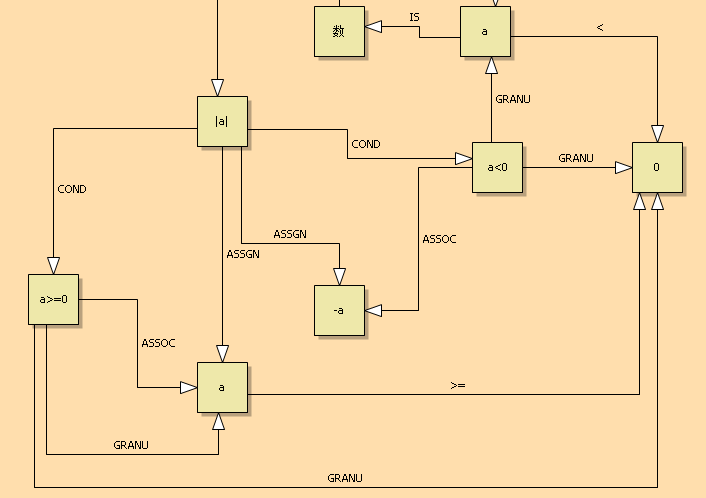 IS
<
数
a
GRANU
|a|
COND
GRANU
a<0
0
COND
ASSGN
ASSOC
ASSGN
a>=0
-a
ASSOC
a
>=
GRANU
GRANU